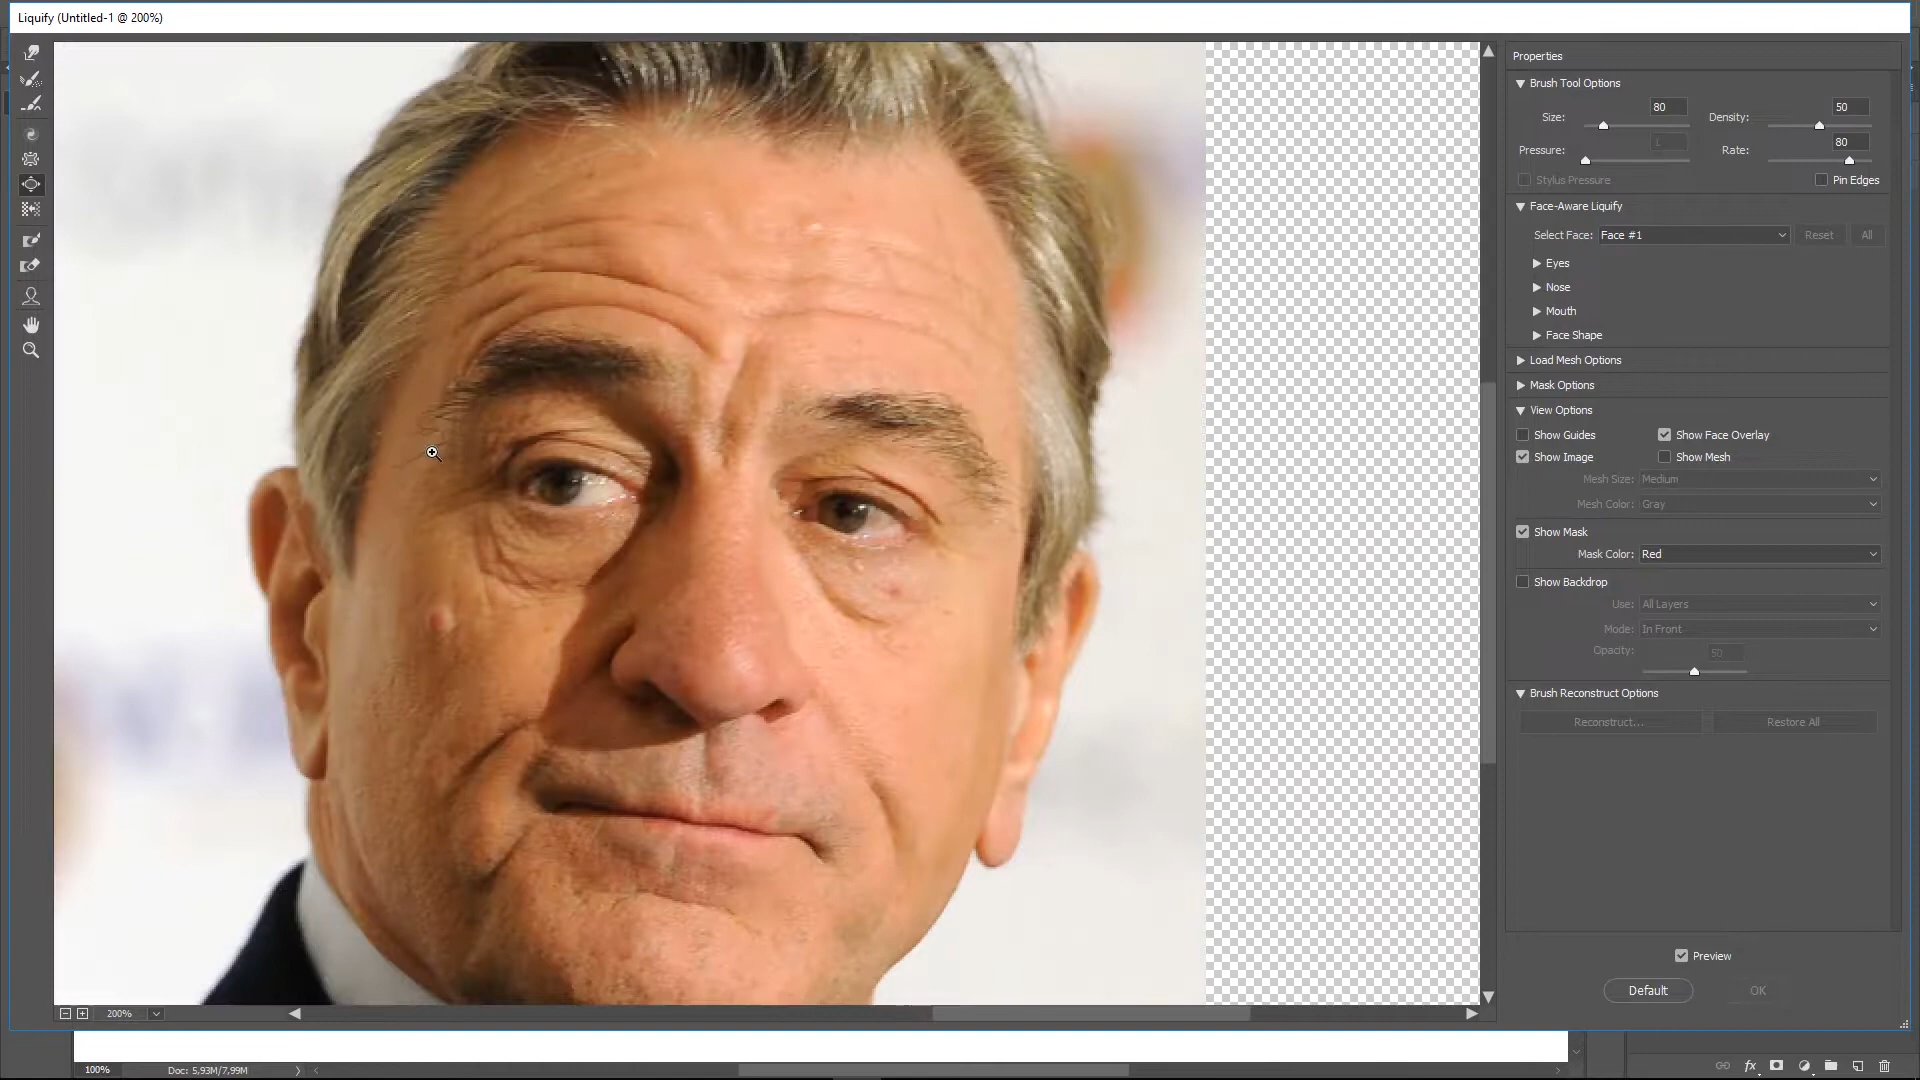 Liquify (Untitled-1 @ 200%)
Properties
Brush Tool Options
Size: 80 Density: 50
Pressure: 1 Rate: 80
Stylus Pressure Pin Edges
Face-Aware Liquify
Select Face: Face #1 Reset All
Eyes
Nose
Mouth
Face Shape
Load Mesh Options
Mask Options
View Options
Show Guides Show Face Overlay
Show Image Show Mesh
Mesh Size: Medium
Mesh Color: Gray
Show Mask
Mask Color: Red
Show Backdrop
Use: All Layers
Mode: In Front
Opacity: 50
Brush Reconstruct Options
Reconstruct... Restore All
Preview
Default OK
200%
100% Doc: 5,93M/7,99M
fx